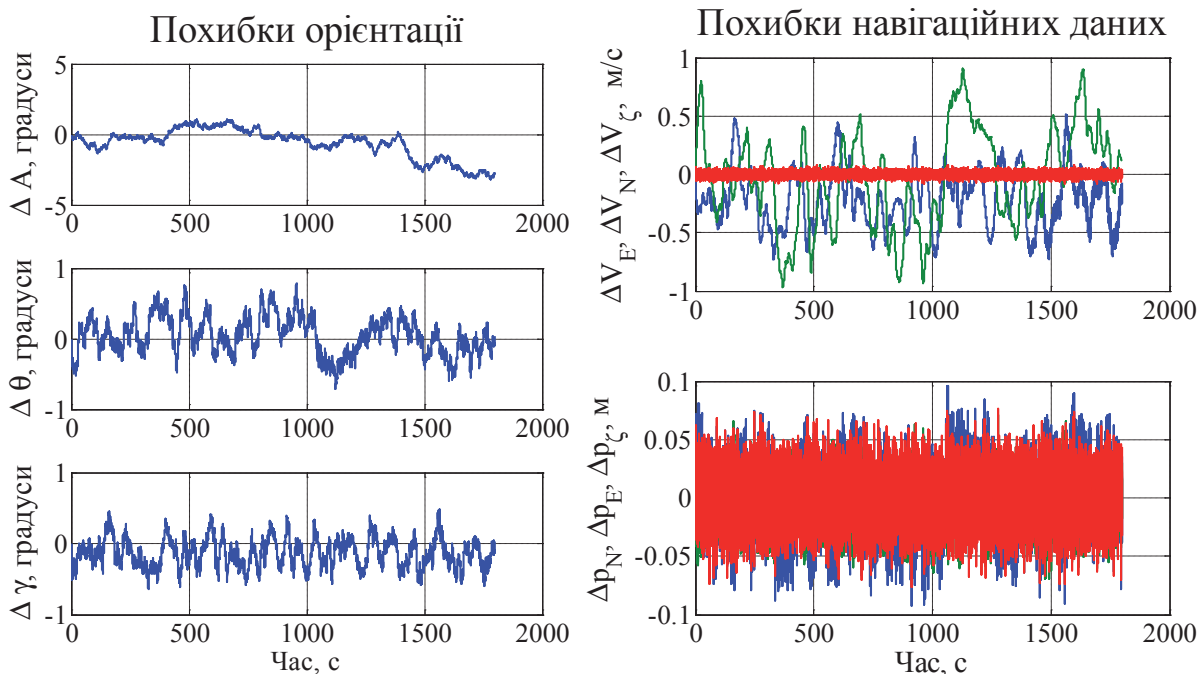 Похибки орієнтації
5
0
-5
0 500 1000 1500 2000
Δ A, градуси
1
0
-1
0 500 1000 1500 2000
Δ θ, градуси
1
0
-1
0 500 1000 1500 2000
Δ γ, градуси
Час, с
Похибки навігаційних даних
1
0.5
0
-0.5
-1
0 500 1000 1500 2000
ΔV_E, ΔV_N, ΔV_ζ, м/с
0.1
0.05
0
-0.05
-0.1
0 500 1000 1500 2000
Δp_N, Δp_E, Δp_ζ, м
Час, с